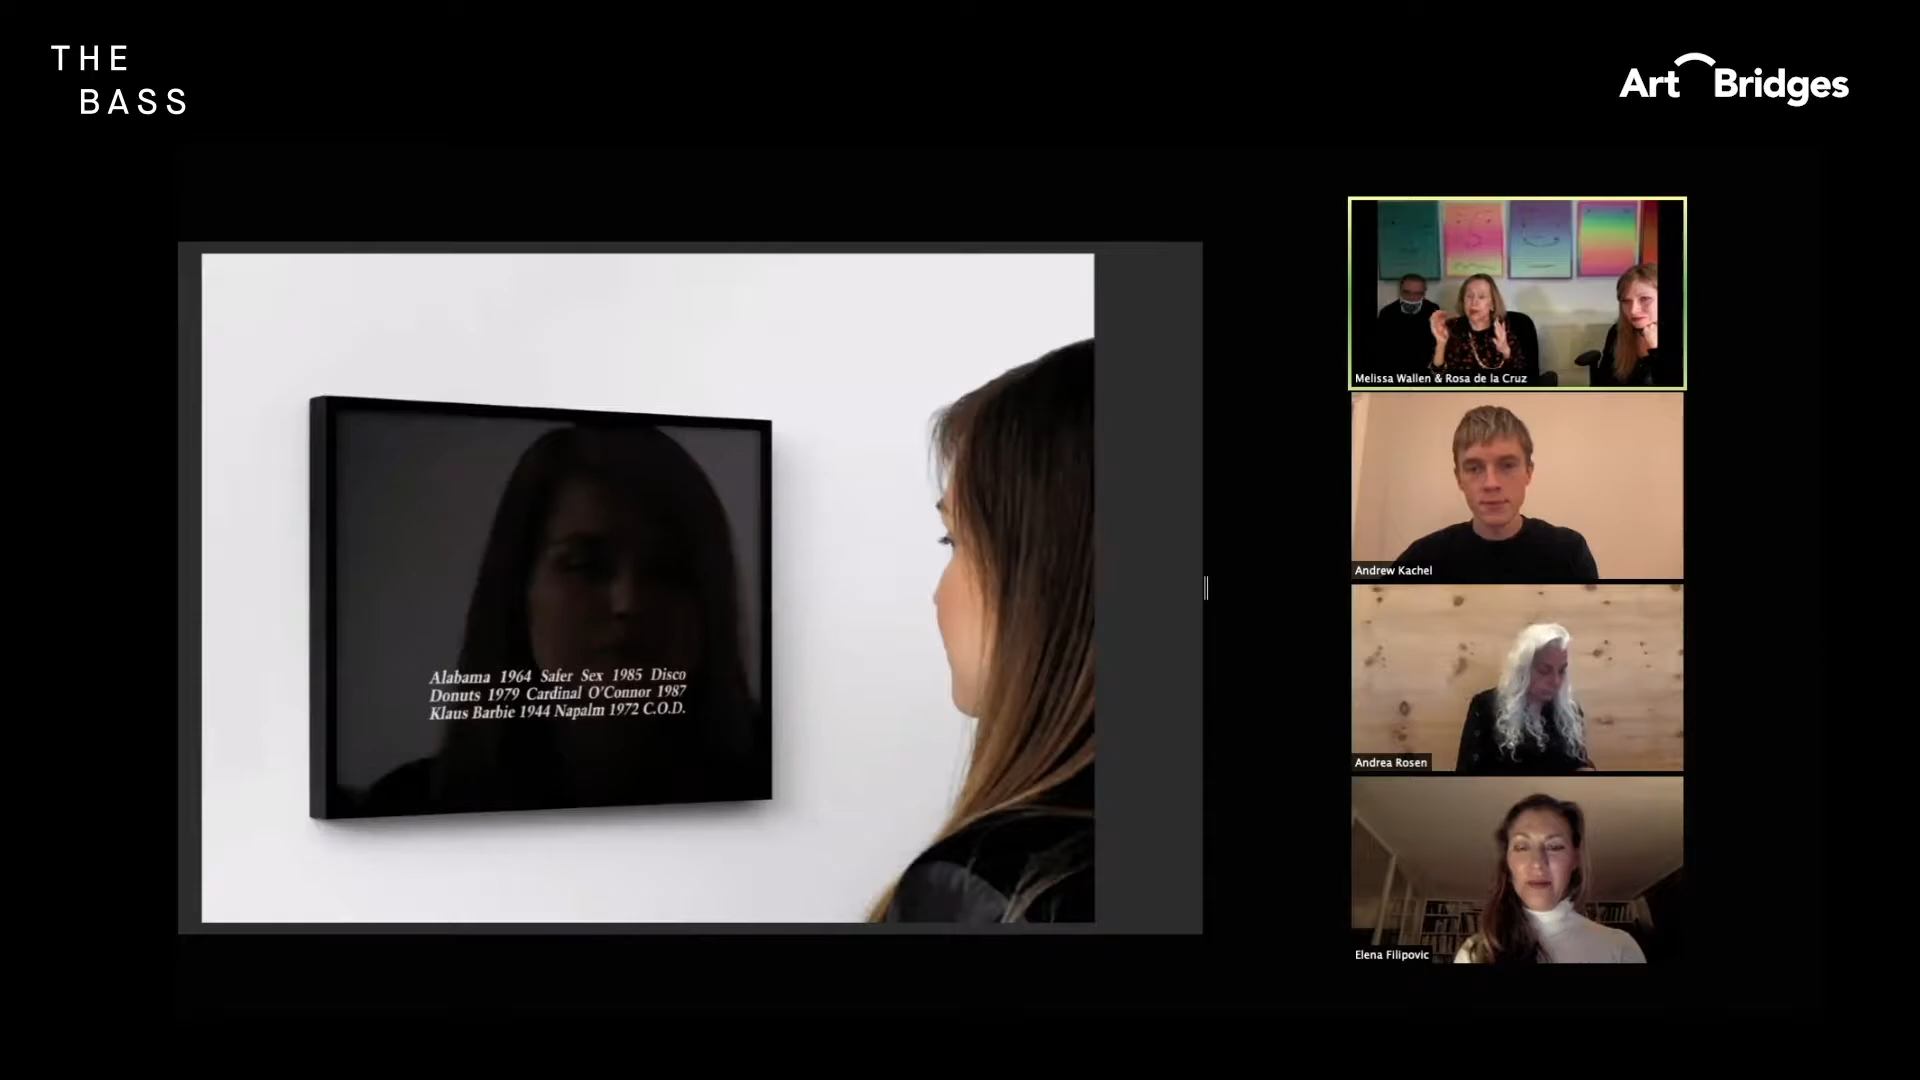 THE
BASS
Art Bridges
Alabama 1964 Safer Sex 1985 Disco
Donuts 1979 Cardinal O'Connor 1987
Klaus Barbie 1944 Napalm 1972 C.O.D.
Melissa Wallen & Rosa de la Cruz
Andrew Kachel
Andrea Rosen
Elena Filipovic